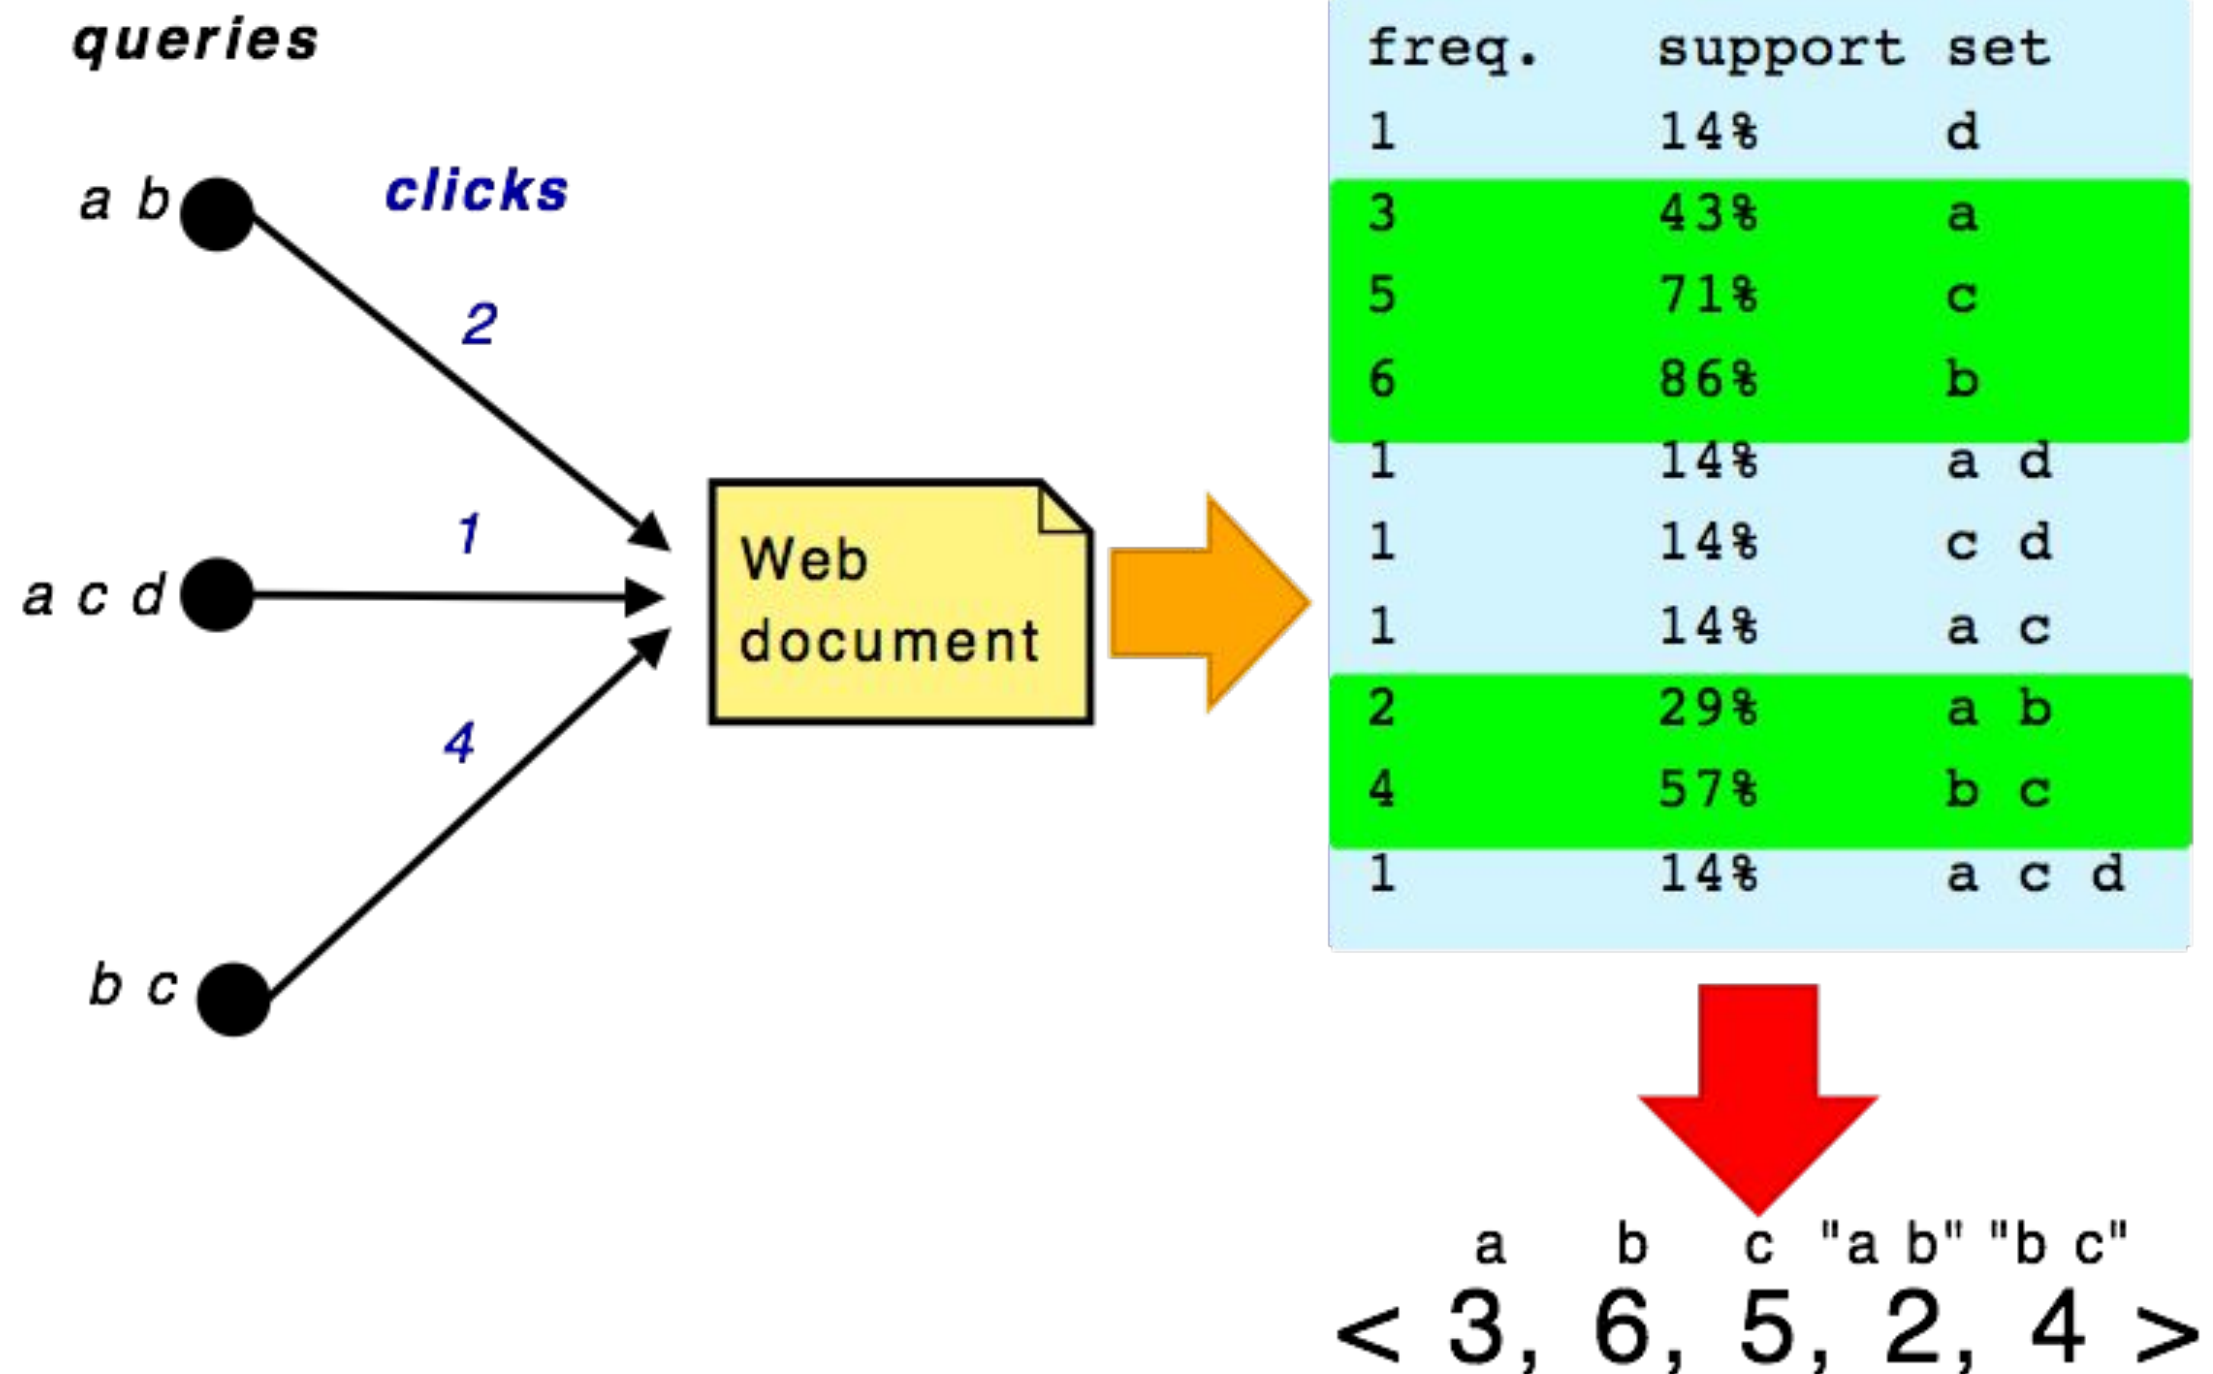 queries
clicks
a b
2
1
a c d
4
b c
Web
document
freq. support set
1 14% d
3 43% a
5 71% c
6 86% b
1 14% a d
1 14% c d
1 14% a c
2 29% a b
4 57% b c
1 14% a c d
a b c "a b" "b c"
< 3, 6, 5, 2, 4 >